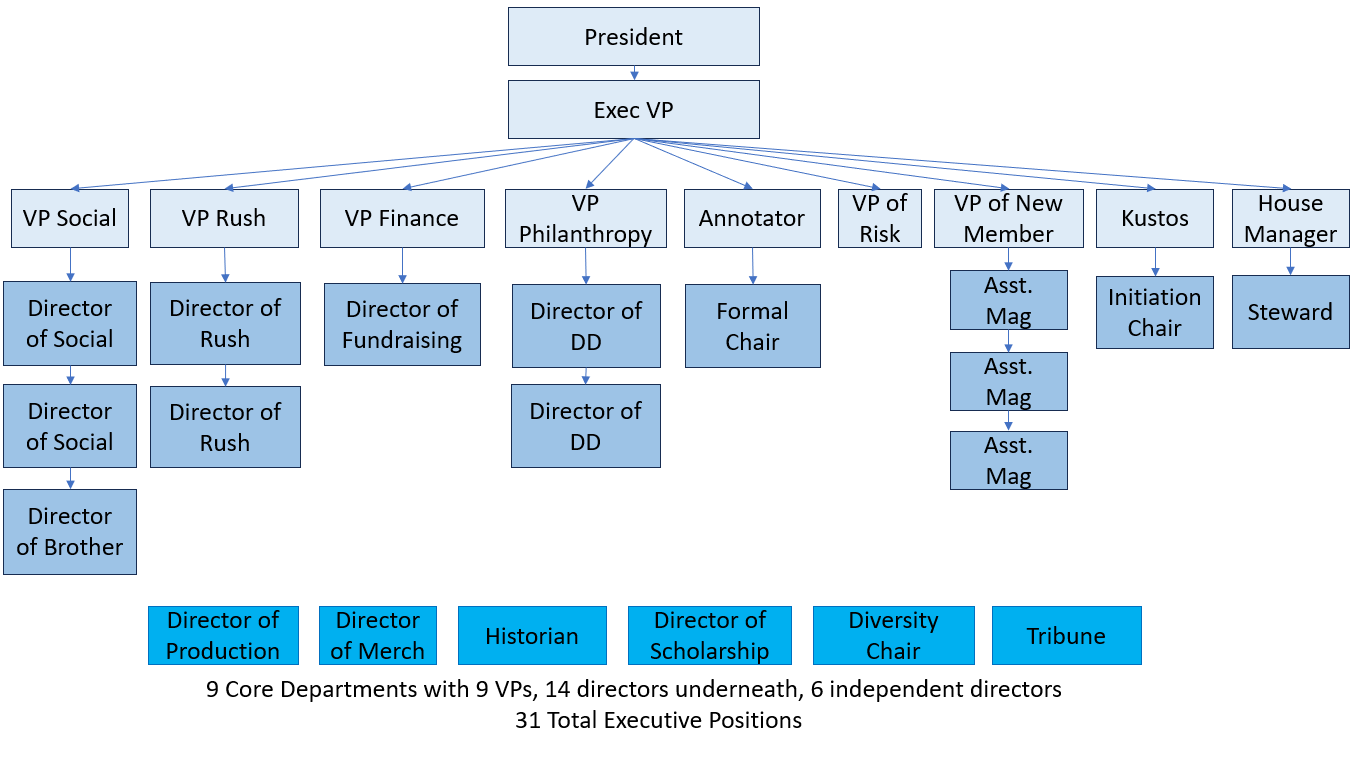 President
Exec VP
VP Social
VP Rush
VP Finance
VP
Philanthropy
Annotator
VP of
Risk
VP of New
Member
Kustos
House
Manager
Director
of Social
Director of
Rush
Director of
Fundraising
Director of
DD
Formal
Chair
Asst.
Mag
Initiation
Chair
Steward
Director
of Social
Director of
Rush
Director of
DD
Asst.
Mag
Asst.
Mag
Director
of Brother
Director of
Production
Director
of Merch
Historian
Director of
Scholarship
Diversity
Chair
Tribune
9 Core Departments with 9 VPs, 14 directors underneath, 6 independent directors
31 Total Executive Positions